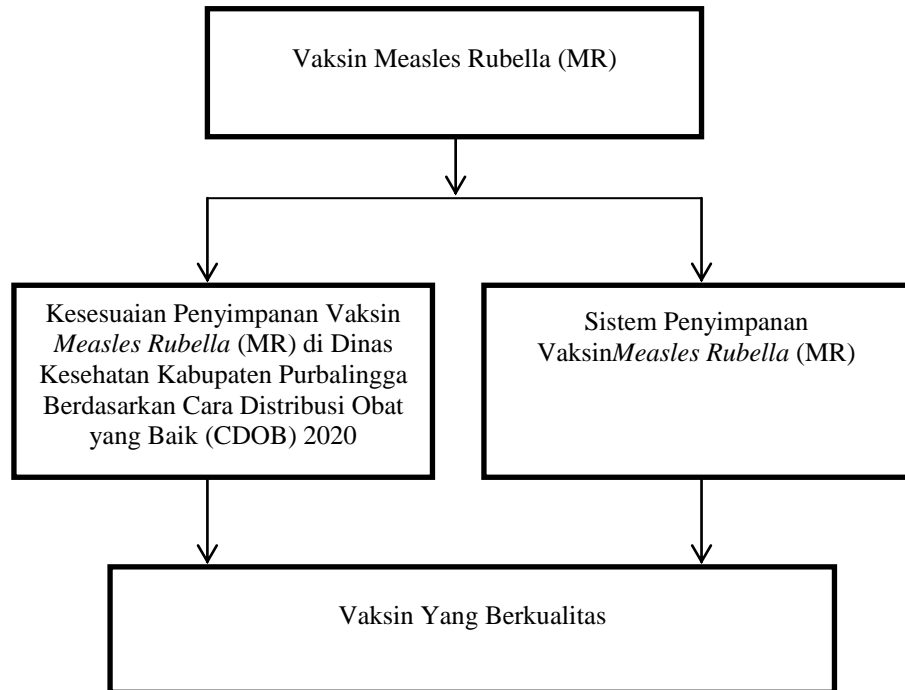 Vaksin Measles Rubella (MR)
Kesesuaian Penyimpanan Vaksin
Measles Rubella (MR) di Dinas
Kesehatan Kabupaten Purbalingga
Berdasarkan Cara Distribusi Obat
yang Baik (CDOB) 2020
Sistem Penyimpanan
VaksinMeasles Rubella (MR)
Vaksin Yang Berkualitas